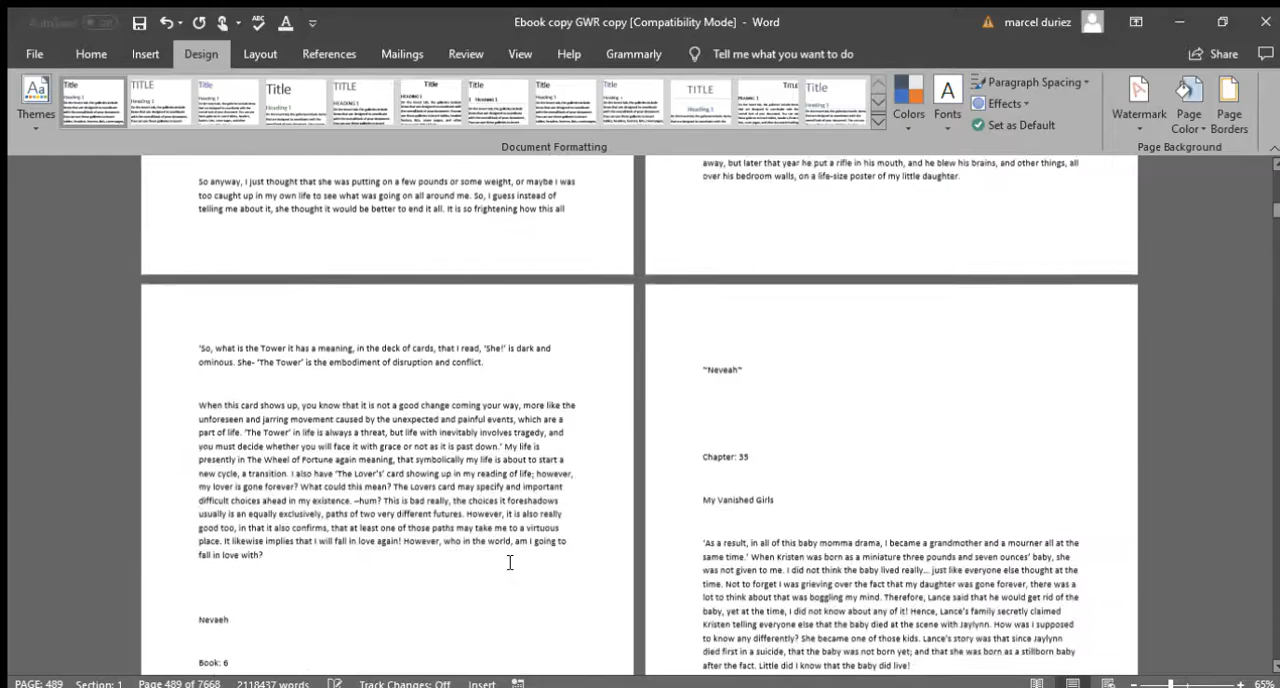 AutoSave Off
Ebook copy GWR copy [Compatibility Mode] - Word
marcel duriez
File Home Insert Design Layout References Mailings Review View Help Grammarly Tell me what you want to do Share
Themes
Title
TITLE
Title
Title
TITLE
Title
Title
Title
Title
TITLE
Title
Title
Colors
Fonts
Paragraph Spacing
Effects
Set as Default
Watermark
Page Color
Page Borders
Document Formatting
Page Background
So anyway, I just thought that she was putting on a few pounds or some weight, or maybe I was
too caught up in my own life to see what was going on all around me. So, I guess instead of
telling me about it, she thought it would be better to end it all. It is so frightening how this all
away, but later that year he put a rifle in his mouth, and he blew his brains, and other things, all
over his bedroom walls, on a life-size poster of my little daughter.
'So, what is the Tower it has a meaning, in the deck of cards, that I read, 'She!' is dark and
ominous. She- 'The Tower' is the embodiment of disruption and conflict.
When this card shows up, you know that it is not a good change coming your way, more like the
unforeseen and jarring movement caused by the unexpected and painful events, which are a
part of life. 'The Tower' in life is always a threat, but life with inevitably involves tragedy, and
you must decide whether you will face it with grace or not as it is past down.' My life is
presently in The Wheel of Fortune again meaning, that symbolically my life is about to start a
new cycle, a transition. I also have 'The Lover's' card showing up in my reading of life; however,
my lover is gone forever? What could this mean? The Lovers card may specify and important
difficult choices ahead in my existence. –hum? This is bad really, the choices it foreshadows
usually is an equally exclusively, paths of two very different futures. However, it is also really
good too, in that it also confirms, that at least one of those paths may take me to a virtuous
place. It likewise implies that I will fall in love again! However, who in the world, am I going to
fall in love with?
Nevaeh
Book: 6
~Neveah~
Chapter: 35
My Vanished Girls
'As a result, in all of this baby momma drama, I became a grandmother and a mourner all at the
same time.' When Kristen was born as a miniature three pounds and seven ounces' baby, she
was not given to me. I did not think the baby lived really... just like everyone else thought at the
time. Not to forget I was grieving over the fact that my daughter was gone forever, there was a
lot to think about that was boggling my mind. Therefore, Lance said that he would get rid of the
baby, yet at the time, I did not know about any of it! Hence, Lance's family secretly claimed
Kristen telling everyone else that the baby died at the scene with Jaylynn. How was I supposed
to know any differently? She became one of those kids. Lance's story was that since Jaylynn
died first in a suicide, that the baby was not born yet; and that she was born as a stillborn baby
after the fact. Little did I know that the baby did live!
PAGE: 489 Section: 1 Page 489 of 7668 2118437 words Track Changes: Off Insert 65%